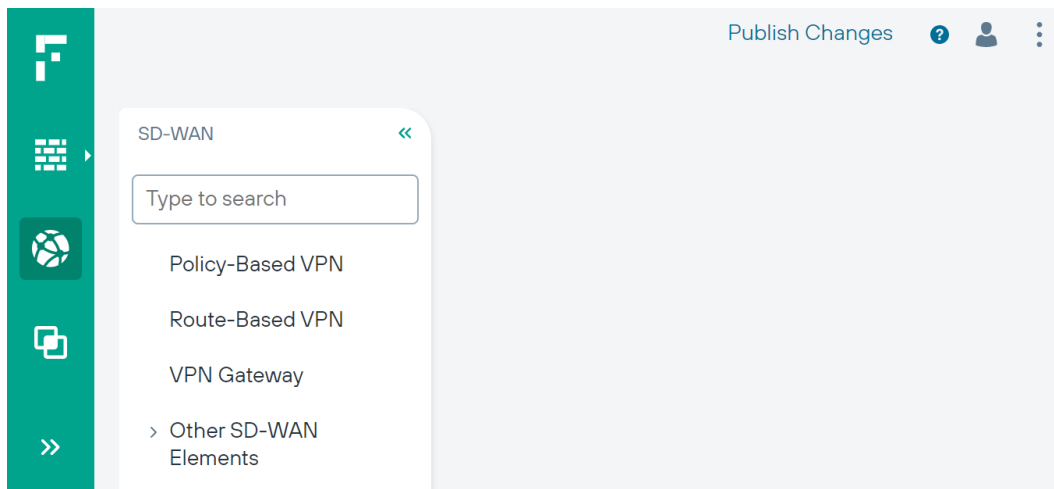 Publish Changes
SD-WAN
Type to search
Policy-Based VPN
Route-Based VPN
VPN Gateway
Other SD-WAN
Elements